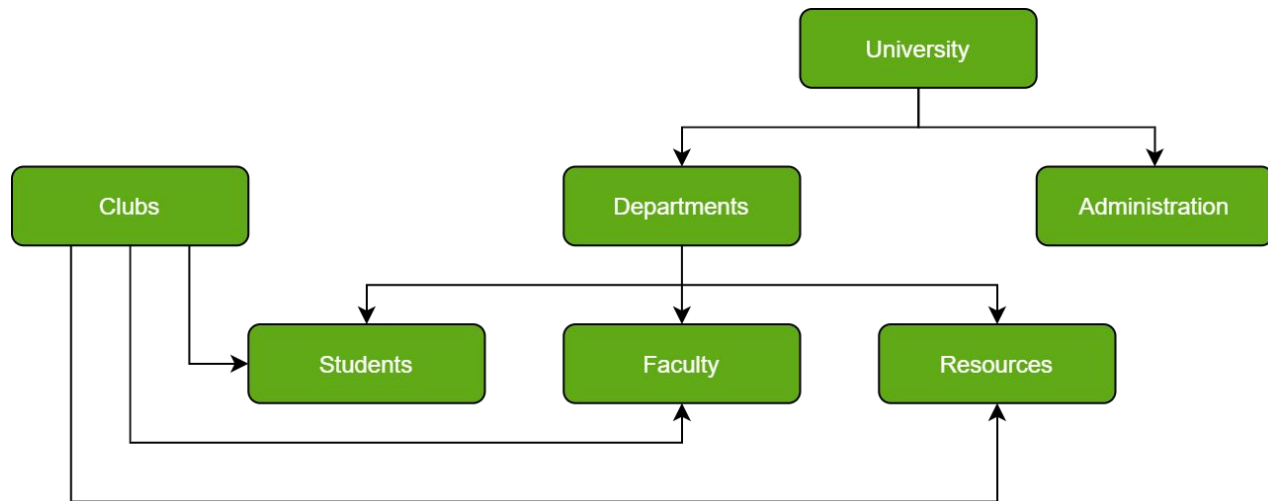 University
Clubs
Departments
Administration
Students
Faculty
Resources